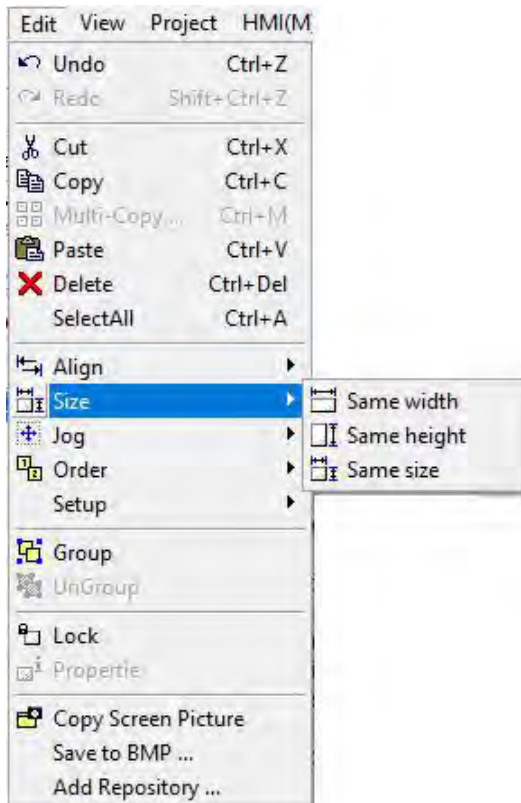 Edit View Project HMI(M
Undo Ctrl+Z
Redo Shift+Ctrl+Z
Cut Ctrl+X
Copy Ctrl+C
Multi-Copy... Ctrl+M
Paste Ctrl+V
Delete Ctrl+Del
SelectAll Ctrl+A
Align
Size
Same width
Jog
Same height
Order
Same size
Setup
Group
UnGroup
Lock
Propertie
Copy Screen Picture
Save to BMP ...
Add Repository ...